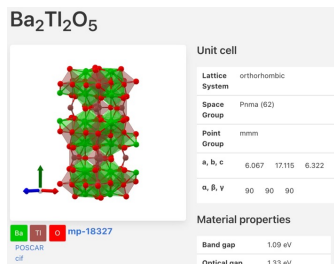 Ba₂Tl₂O₅
Unit cell
Lattice System orthorhombic
Space Group Pnma (62)
Point Group mmm
a, b, c 6.067 17.115 6.322
α, β, γ 90 90 90
Ba Tl O mp-18327
POSCAR
cif
Material properties
Band gap 1.09 eV
Optical gap 1.33 eV